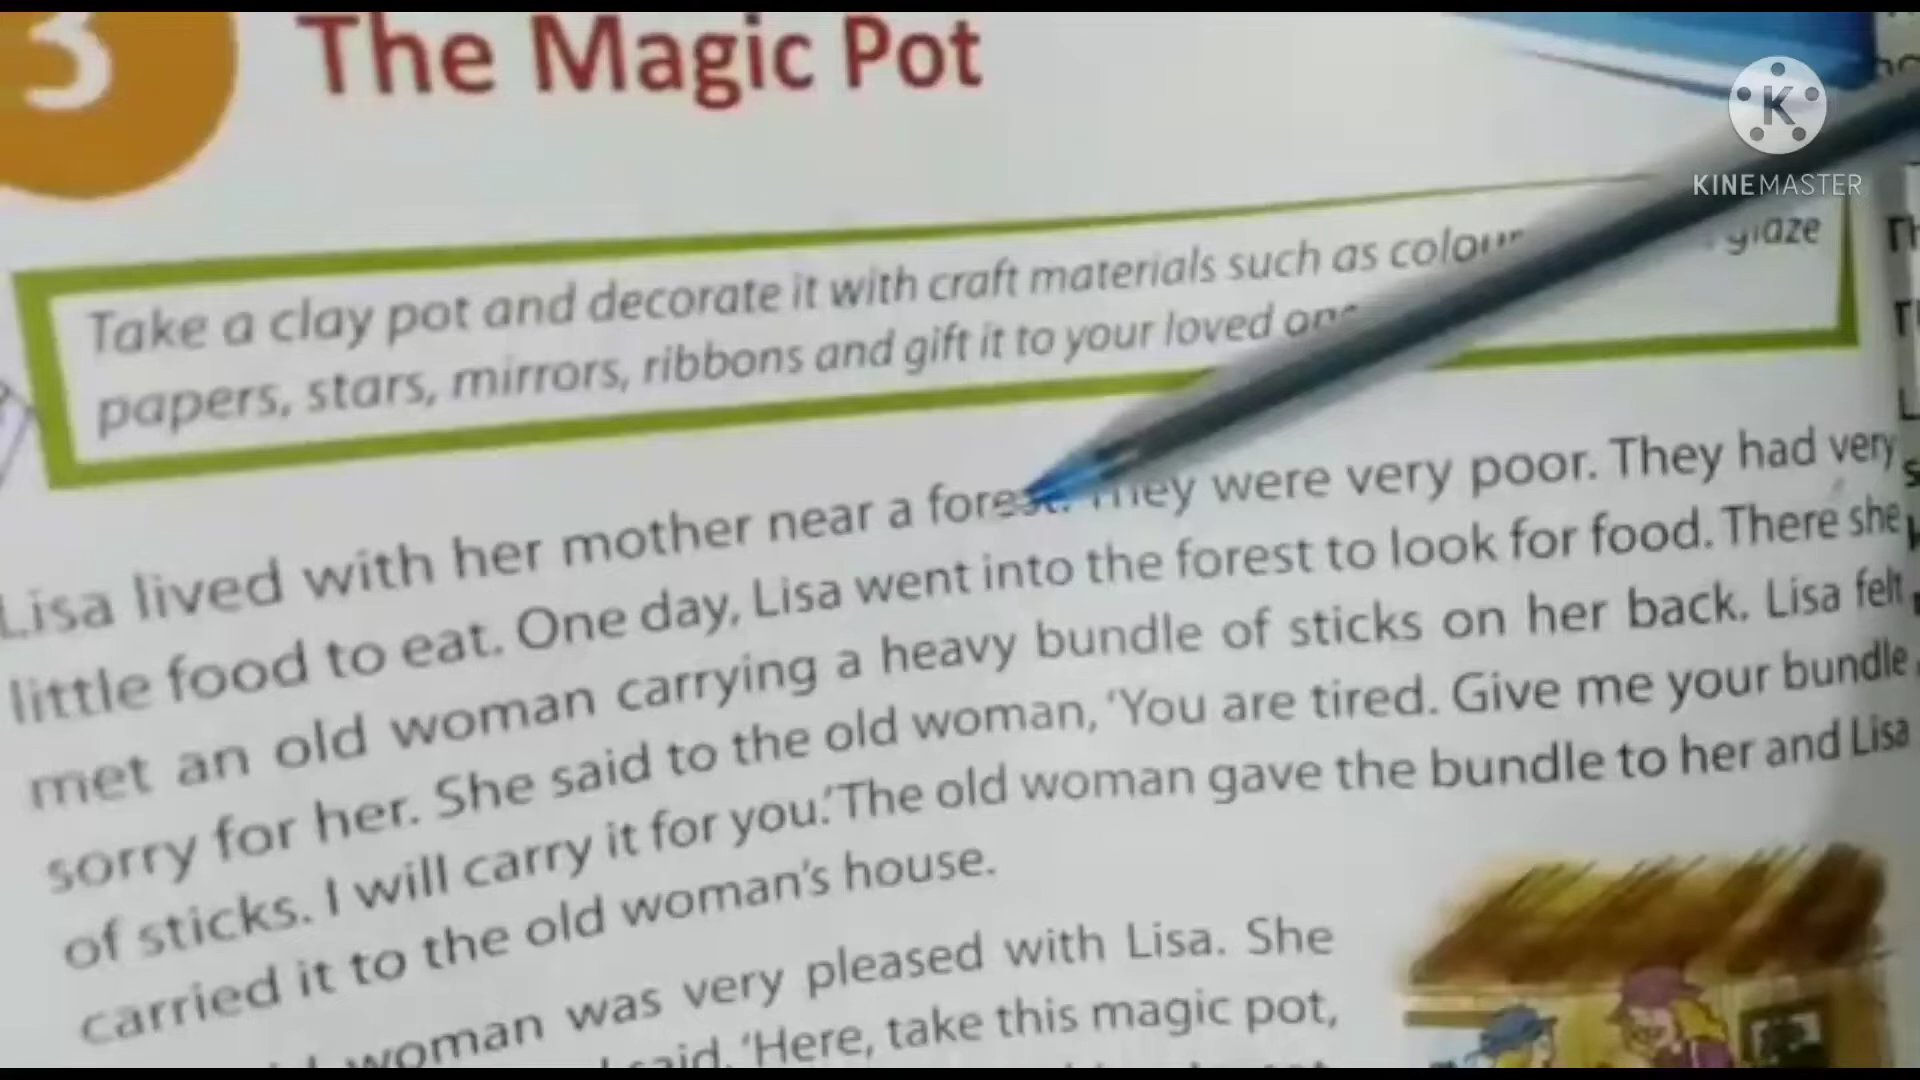 3
The Magic Pot
KINEMASTER
Take a clay pot and decorate it with craft materials such as glaze
papers, stars, mirrors, ribbons and gift it to your loved
Lisa lived with her mother near a forest. They were very poor. They had very
little food to eat. One day, Lisa went into the forest to look for food. There she
met an old woman carrying a heavy bundle of sticks on her back. Lisa felt
sorry for her. She said to the old woman, ‘You are tired. Give me your bundle
of sticks. I will carry it for you.’ The old woman gave the bundle to her and Lisa
carried it to the old woman’s house.
woman was very pleased with Lisa. She
said, ‘Here, take this magic pot,